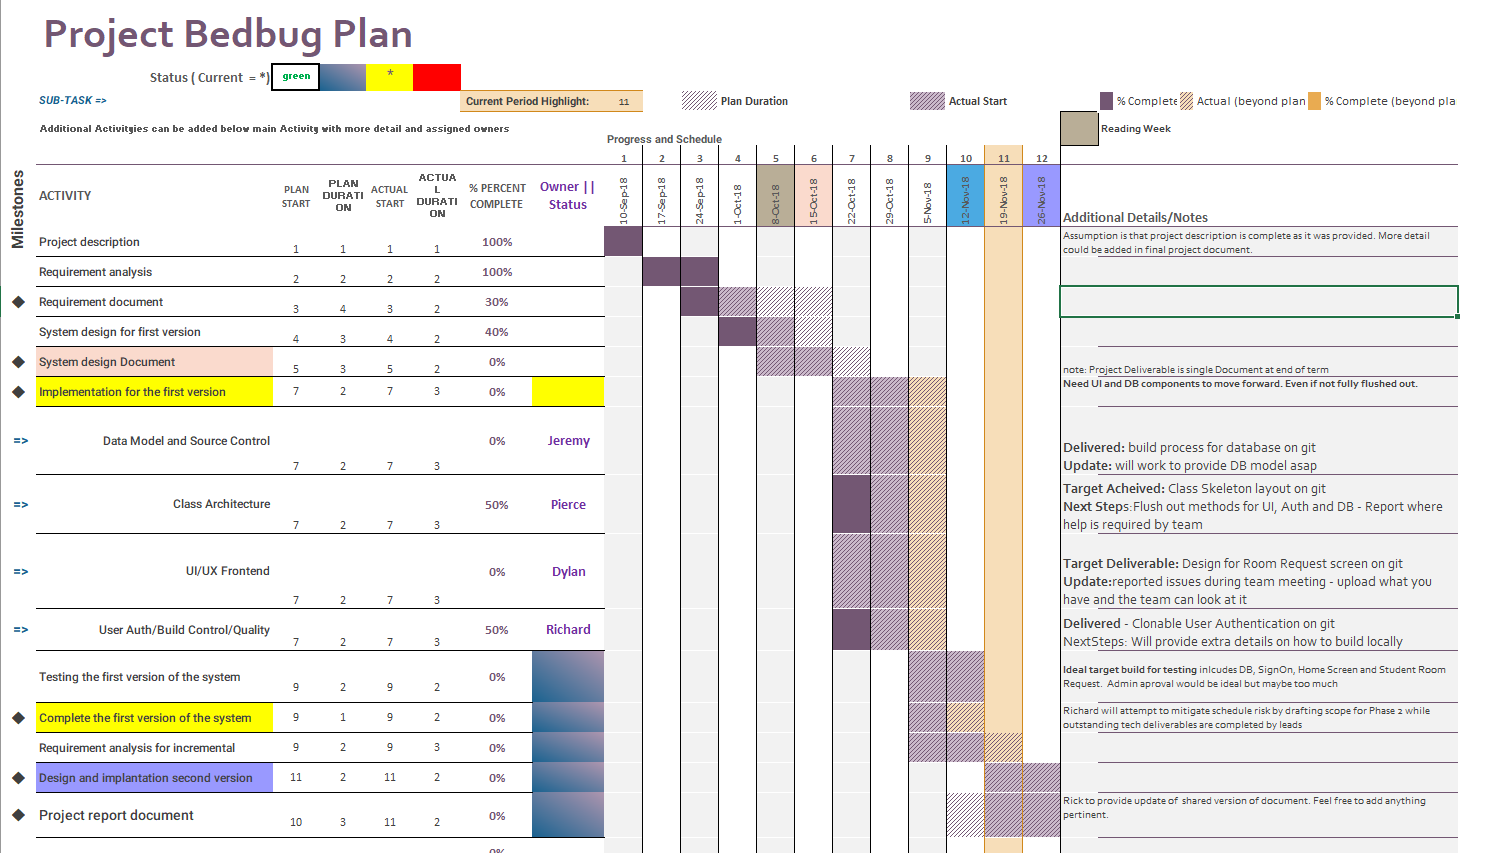 Project Bedbug Plan
Status ( Current = *) green *
SUB-TASK => Current Period Highlight: 11 Plan Duration Actual Start % Complete Actual (beyond plan % Complete (beyond pla
Additional Activityies can be added below main Activity with more detail and assigned owners Reading Week
Progress and Schedule
1 2 3 4 5 6 7 8 9 10 11 12
Milestones
ACTIVITY PLAN START PLAN DURATI ON ACTUAL START ACTUA L DURATI ON % PERCENT COMPLETE Owner || Status 10-Sep-18 17-Sep-18 24-Sep-18 1-Oct-18 8-Oct-18 15-Oct-18 22-Oct-18 29-Oct-18 5-Nov-18 12-Nov-18 19-Nov-18 26-Nov-18 Additional Details/Notes
Project description 1 1 1 1 100% Assumption is that project description is complete as it was provided. More detail
could be added in final project document.
Requirement analysis 2 2 2 2 100%
Requirement document 3 4 3 2 30%
System design for first version 4 3 4 2 40%
System design Document 5 3 5 2 0% note: Project Deliverable is single Document at end of term
Implementation for the first version 7 2 7 3 0% Need UI and DB components to move forward. Even if not fully flushed out.
=> Data Model and Source Control 7 2 7 3 0% Jeremy Delivered: build process for database on git
Update: will work to provide DB model asap
=> Class Architecture 7 2 7 3 50% Pierce Target Acheived: Class Skeleton layout on git
Next Steps:Flush out methods for UI, Auth and DB - Report where
help is required by team
=> UI/UX Frontend 7 2 7 3 0% Dylan Target Deliverable: Design for Room Request screen on git
Update:reported issues during team meeting - upload what you
have and the team can look at it
=> User Auth/Build Control/Quality 7 2 7 3 50% Richard Delivered - Clonable User Authentication on git
NextSteps: Will provide extra details on how to build locally
Testing the first version of the system 9 2 9 2 0% Ideal target build for testing inlcudes DB, SignOn, Home Screen and Student Room
Request. Admin aproval would be ideal but maybe too much
Complete the first version of the system 9 1 9 2 0% Richard will attempt to mitigate schedule risk by drafting scope for Phase 2 while
outstanding tech deliverables are completed by leads
Requirement analysis for incremental 9 2 9 3 0%
Design and implantation second version 11 2 11 2 0%
Project report document 10 3 11 2 0% Rick to provide update of shared version of document. Feel free to add anything
pertinent.
0%